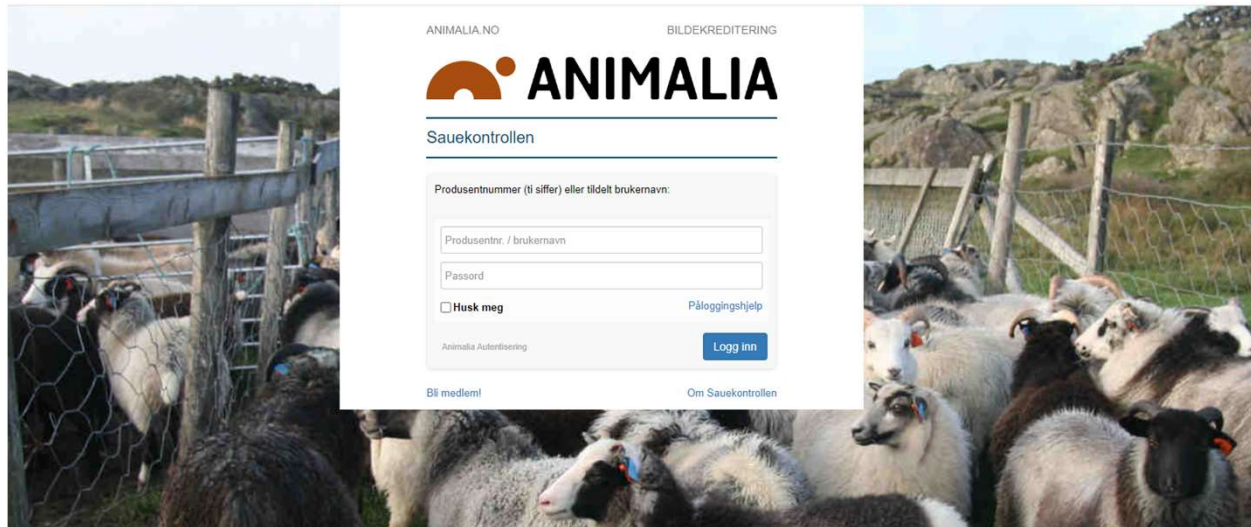 ANIMALIA.NO
BILDEKREDITERING
ANIMALIA
Sauekontrollen
Produsentnummer (ti siffer) eller tildelt brukernavn:
Produsentnr. / brukernavn
Passord
Husk meg
Påloggingshjelp
Animalia Autentisering
Logg inn
Bli medlem!
Om Sauekontrollen